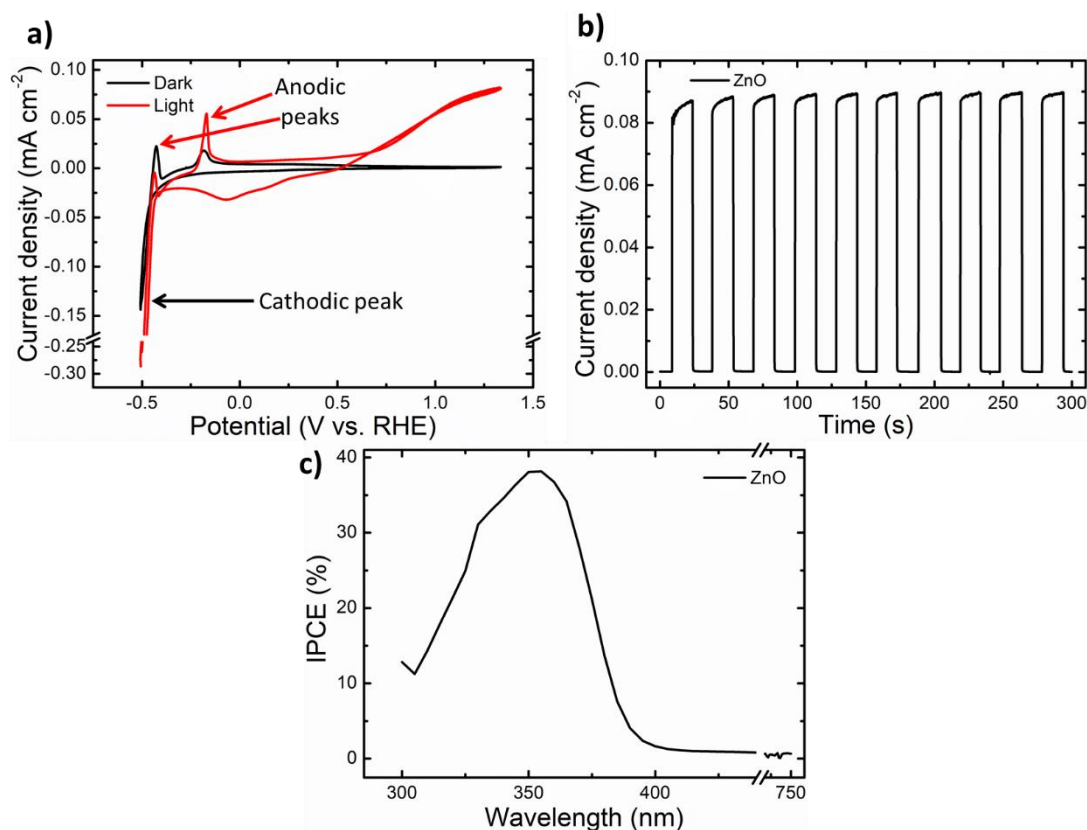 a)
Dark
Light
Anodic
peaks
Cathodic peak
0.10
0.05
0.00
-0.05
-0.10
-0.15
-0.25
-0.30
Current density (mA cm-2)
-0.5
0.0
0.5
1.0
1.5
Potential (V vs. RHE)
b)
ZnO
0.10
0.08
0.06
0.04
0.02
0.00
Current density (mA cm-2)
0
50
100
150
200
250
300
Time (s)
c)
ZnO
40
30
20
10
0
IPCE (%)
300
350
400
750
Wavelength (nm)